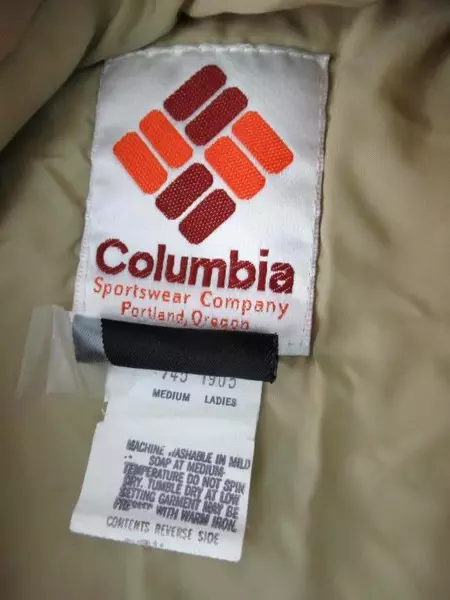 Columbia
Sportswear Company
Portland, Oregon
1905
MEDIUM LADIES
MACHINE WASHABLE IN MILD
SOAP AT MEDIUM
TEMPERATURE DO NOT SPIN
DRY. TUMBLE DRY AT LOW
SETTING GARMENT MAY BE
PRESSED WITH WARM IRON.
CONTENTS REVERSE SIDE